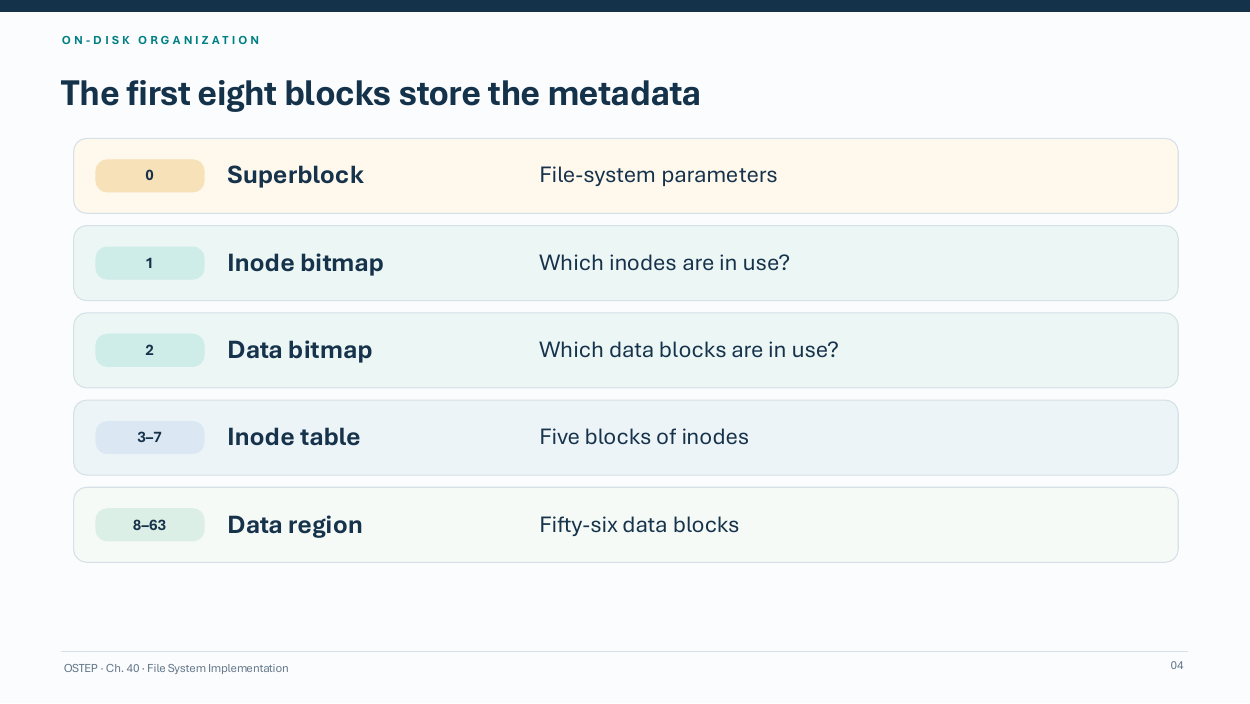 ON-DISK ORGANIZATION
The first eight blocks store the metadata
0 Superblock File-system parameters
1 Inode bitmap Which inodes are in use?
2 Data bitmap Which data blocks are in use?
3–7 Inode table Five blocks of inodes
8–63 Data region Fifty-six data blocks
OSTEP · Ch. 40 · File System Implementation 04